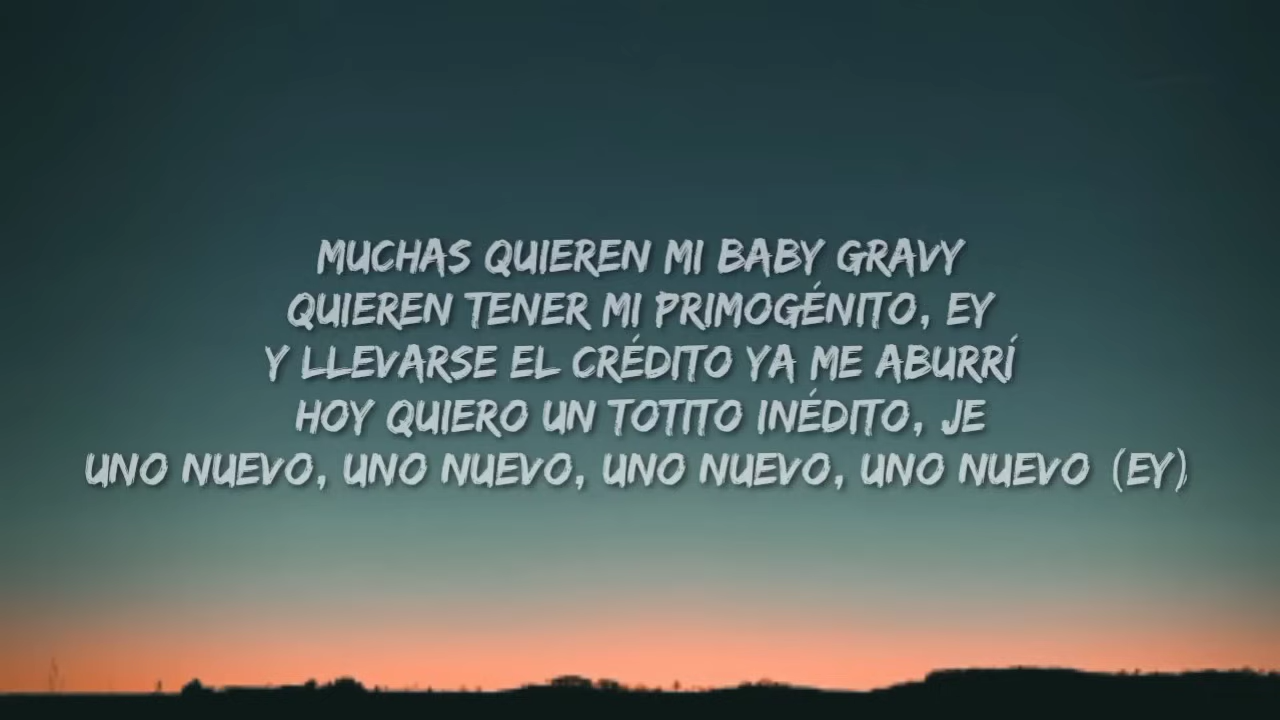 MUCHAS QUIEREN MI BABY GRAVY
QUIEREN TENER MI PRIMOGÉNITO, EY
Y LLEVARSE EL CRÉDITO YA ME ABURRÍ
HOY QUIERO UN TOTITO INÉDITO, JE
UNO NUEVO, UNO NUEVO, UNO NUEVO, UNO NUEVO (EY)